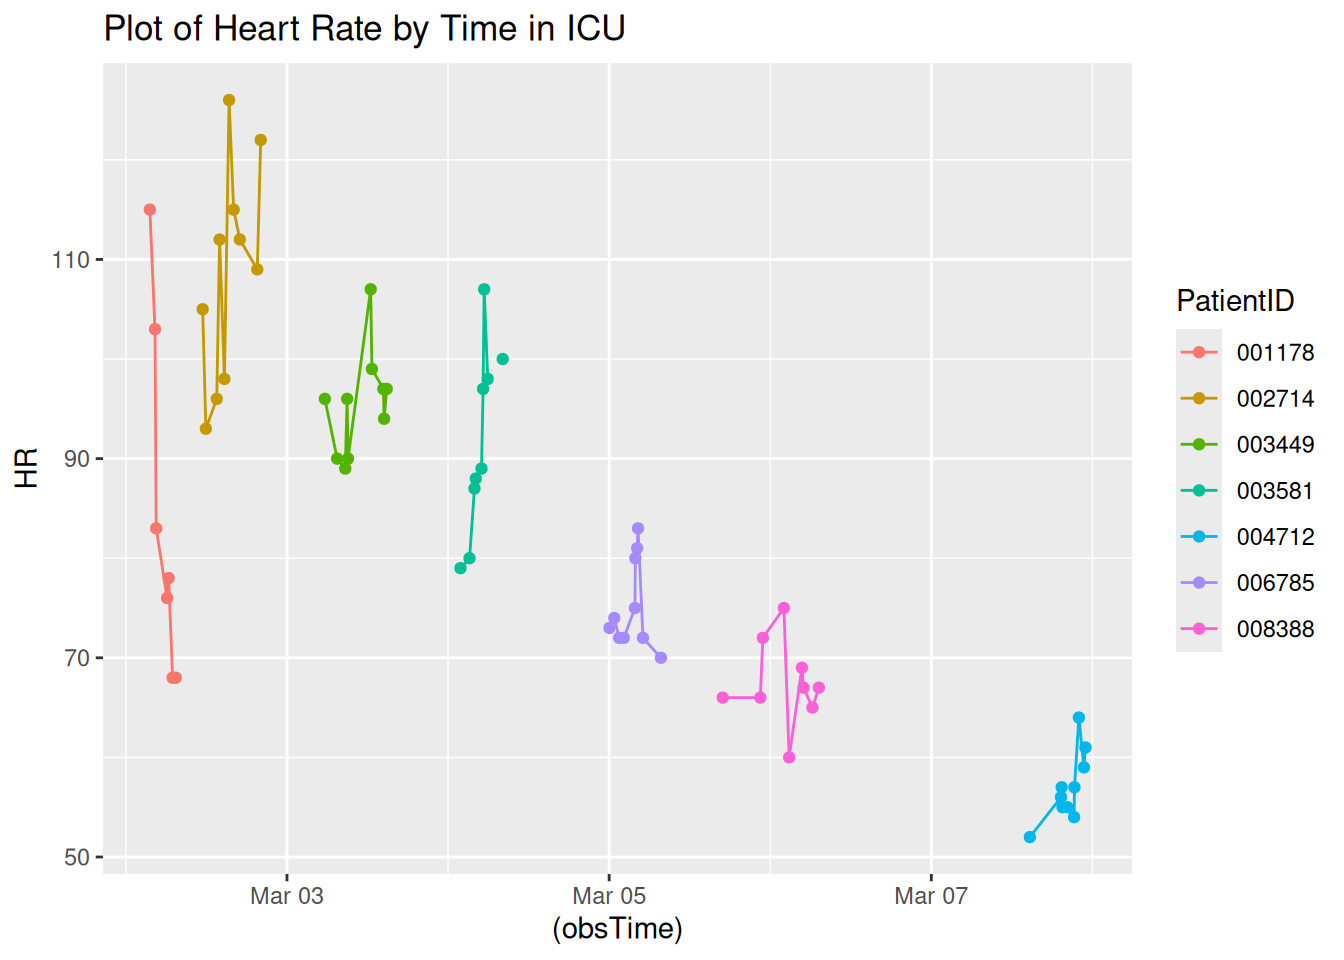 Plot of Heart Rate by Time in ICU
110
90
70
50
HR
Mar 03
Mar 05
Mar 07
(obsTime)
PatientID
001178
002714
003449
003581
004712
006785
008388